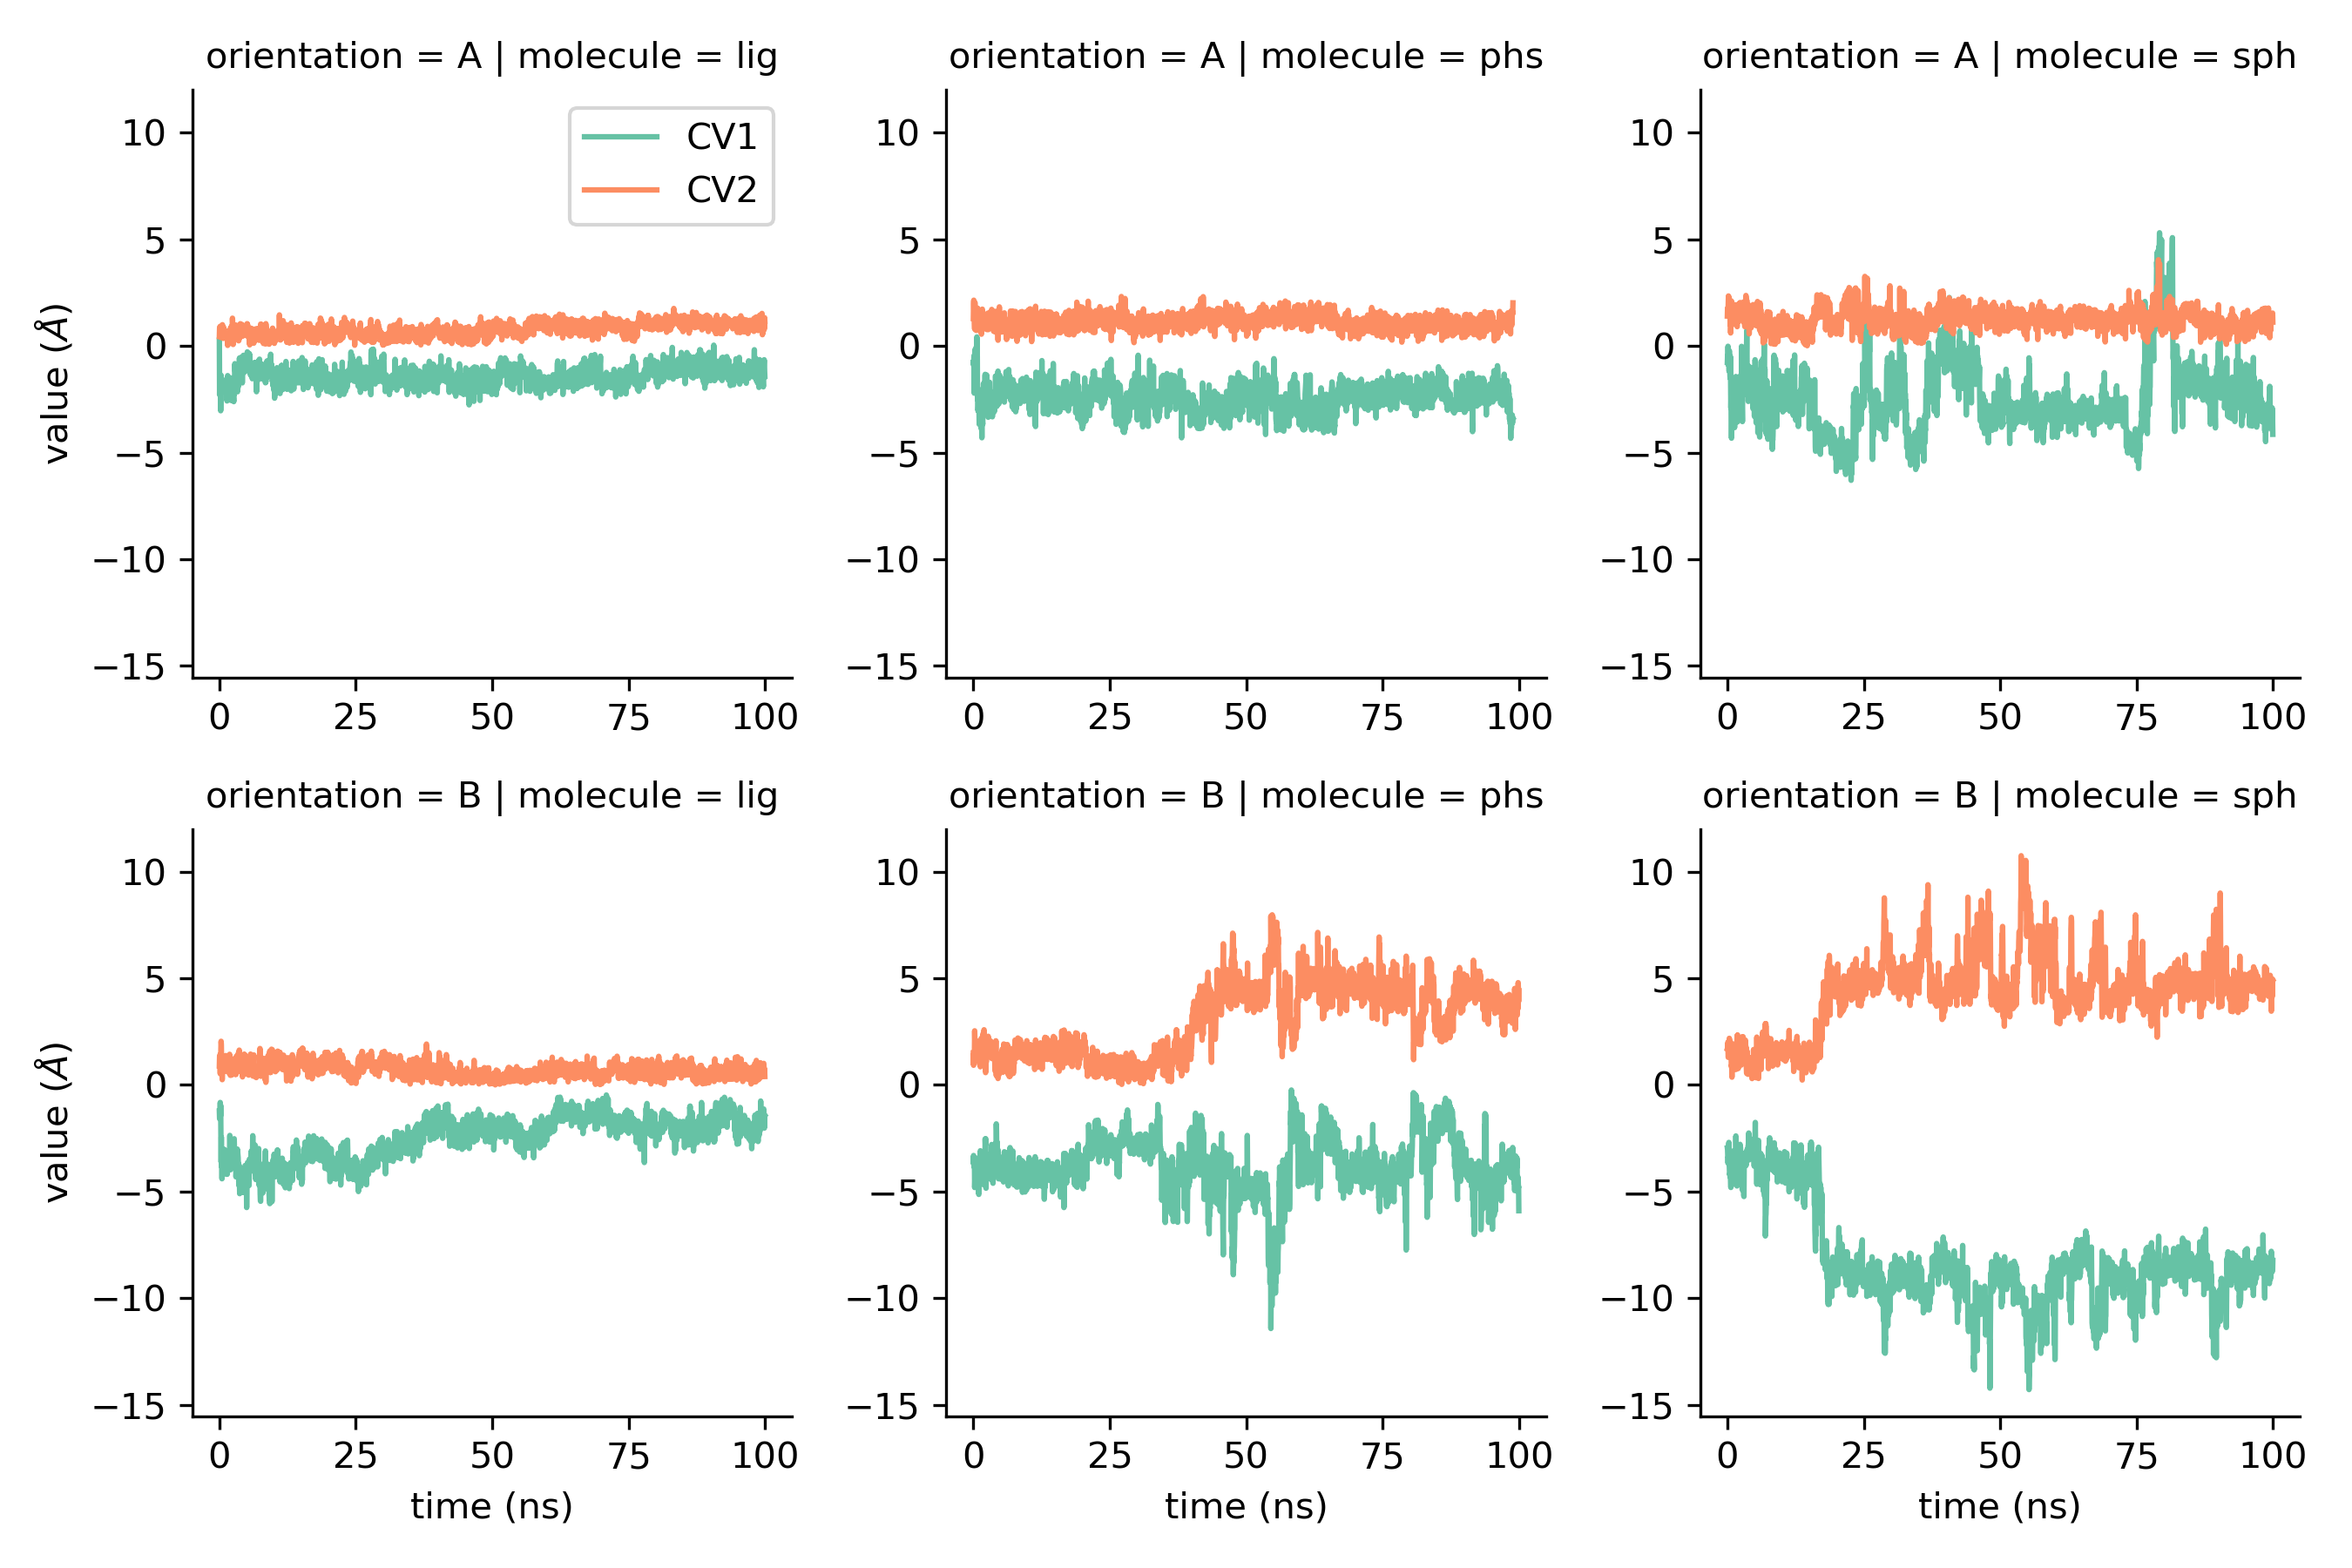 orientation = A | molecule = lig
orientation = A | molecule = phs
orientation = A | molecule = sph
CV1
CV2
value (Å)
10
5
0
−5
−10
−15
0 25 50 75 100
10
5
0
−5
−10
−15
0 25 50 75 100
10
5
0
−5
−10
−15
0 25 50 75 100
orientation = B | molecule = lig
orientation = B | molecule = phs
orientation = B | molecule = sph
value (Å)
10
5
0
−5
−10
−15
0 25 50 75 100
time (ns)
10
5
0
−5
−10
−15
0 25 50 75 100
time (ns)
10
5
0
−5
−10
−15
0 25 50 75 100
time (ns)